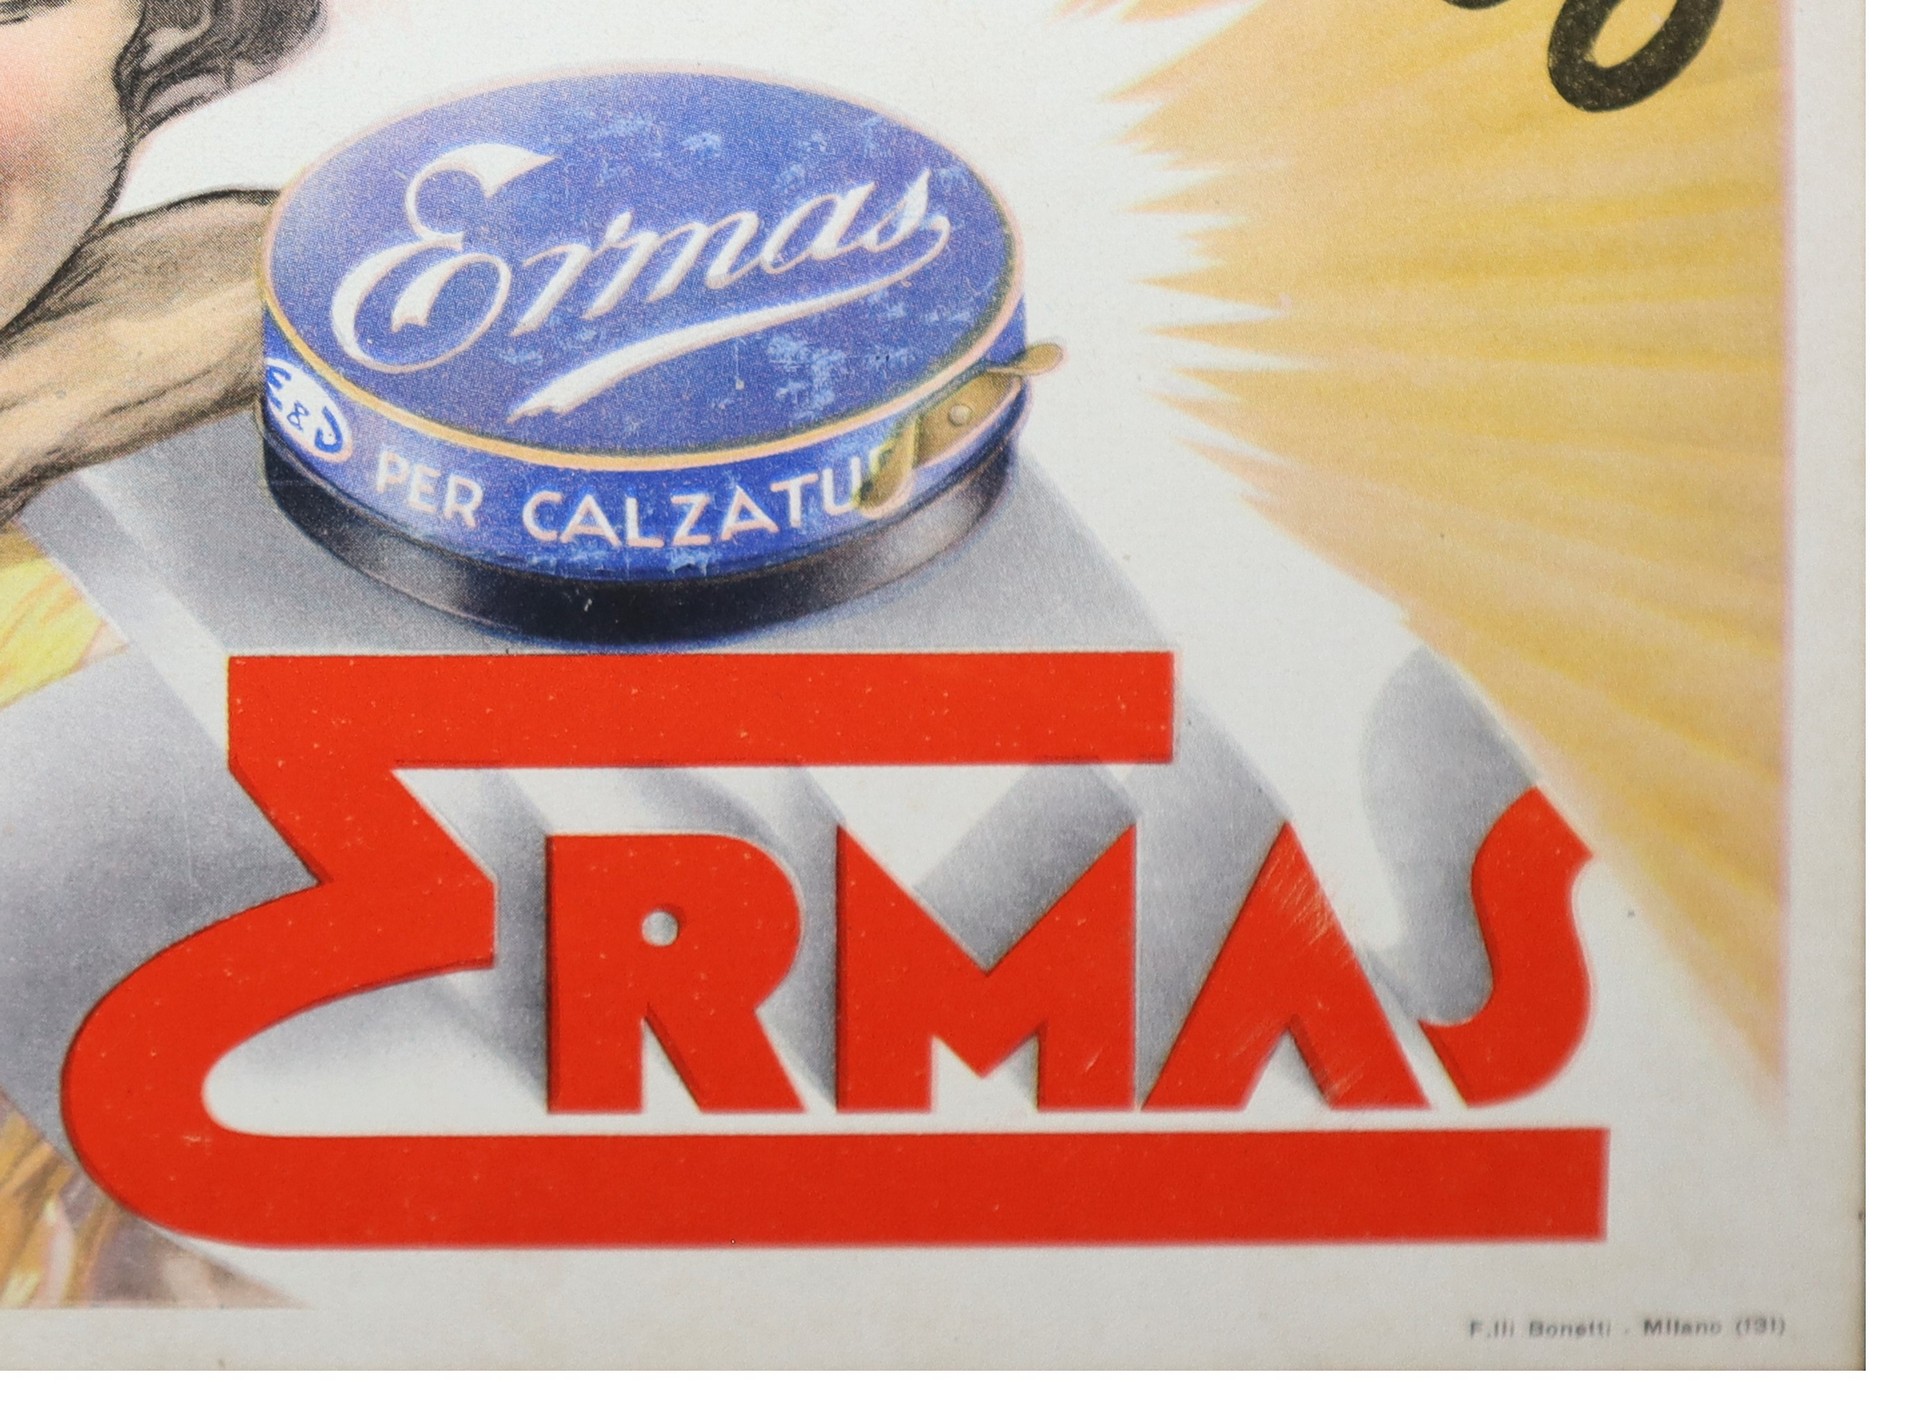 Ermas
E & J
PER CALZATU
ERMAS
F.lli Bonetti - Milano (131)